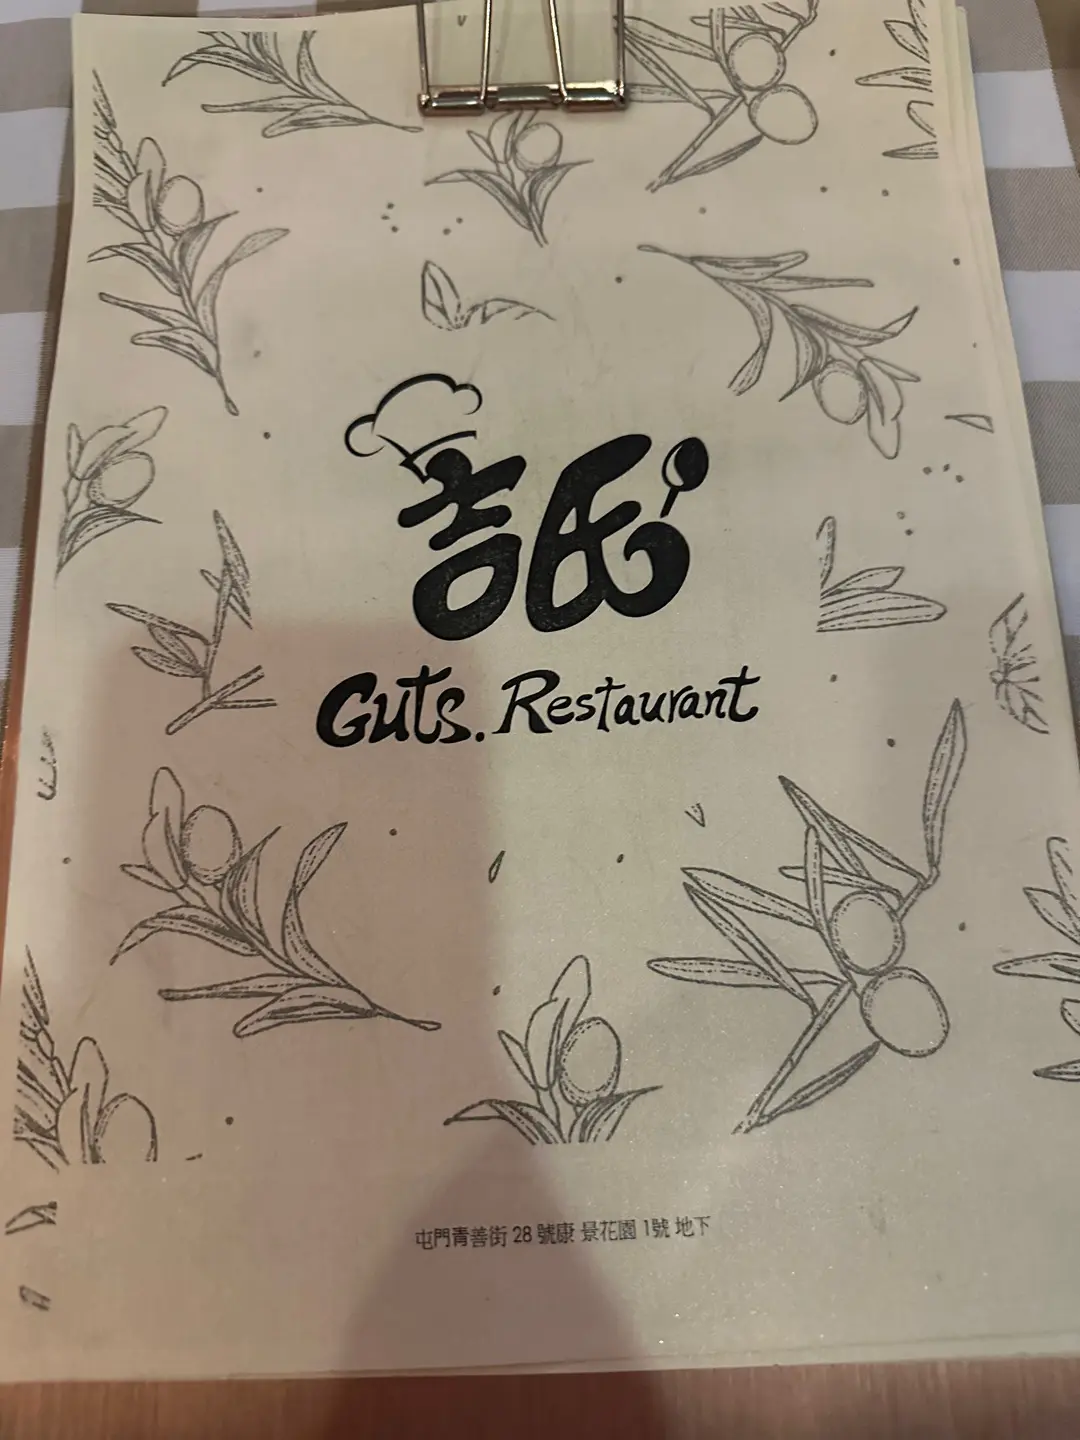 吉氏
Guts. Restaurant
屯門青善街 28 號康 景花園 1號 地下